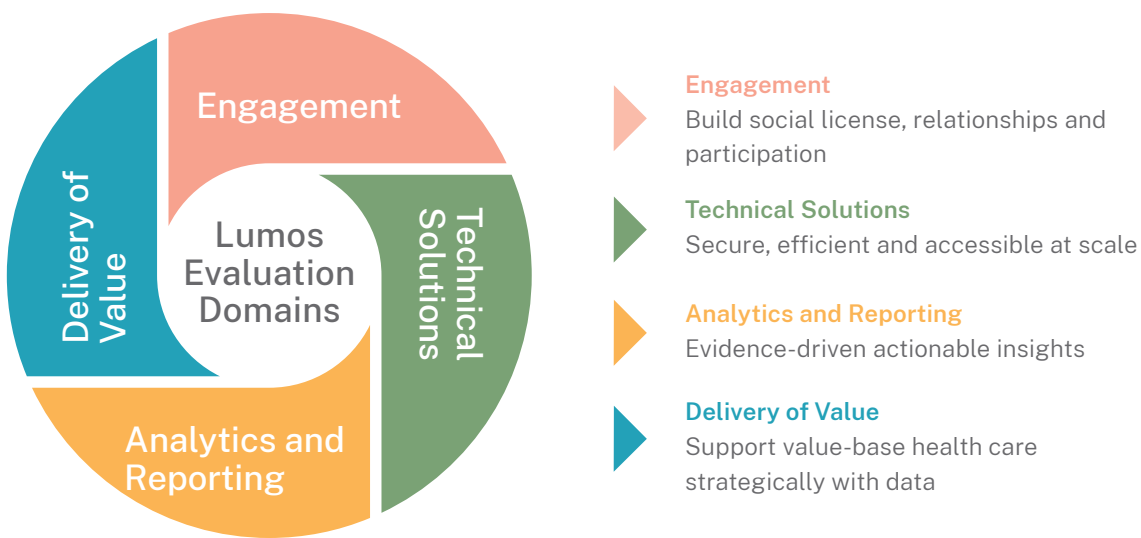 Engagement
Technical
Solutions
Analytics and
Reporting
Delivery of
Value
Lumos
Evaluation
Domains
Engagement
Build social license, relationships and
participation
Technical Solutions
Secure, efficient and accessible at scale
Analytics and Reporting
Evidence-driven actionable insights
Delivery of Value
Support value-base health care
strategically with data